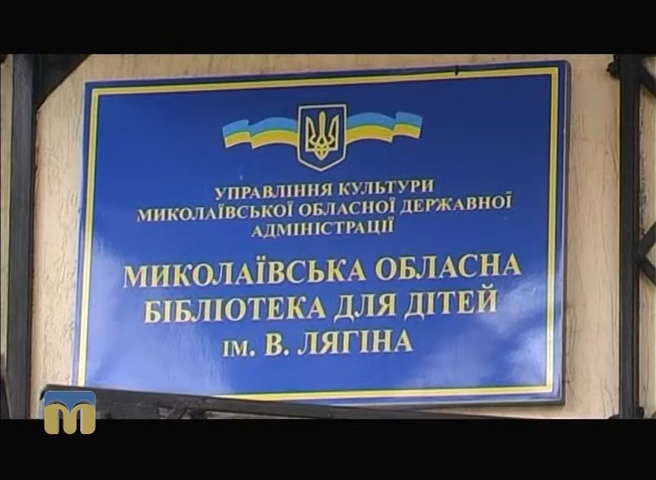 УПРАВЛІННЯ КУЛЬТУРИ
МИКОЛАЇВСЬКОЇ ОБЛАСНОЇ ДЕРЖАВНОЇ
АДМІНІСТРАЦІЇ
МИКОЛАЇВСЬКА ОБЛАСНА
БІБЛІОТЕКА ДЛЯ ДІТЕЙ
ІМ. В. ЛЯГІНА
М